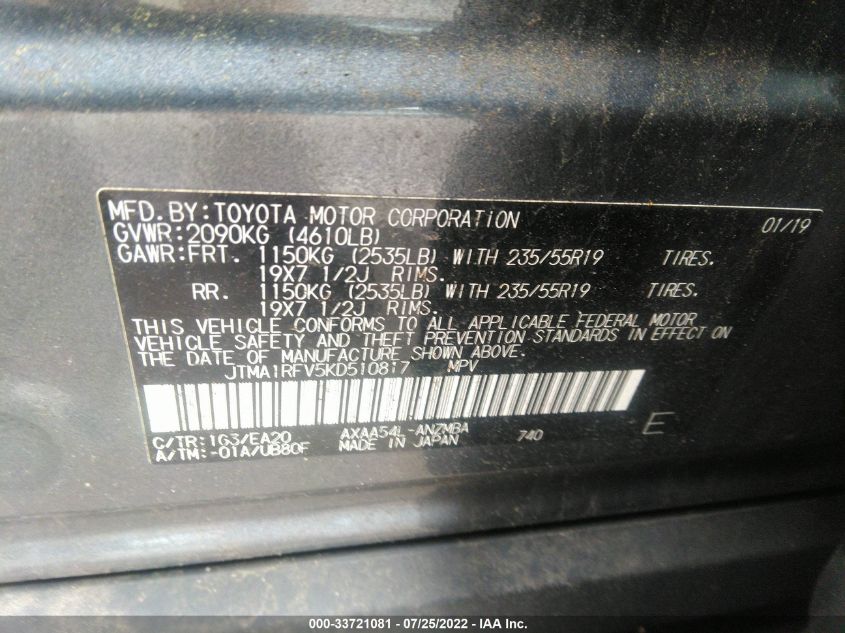 MFD.BY:TOYOTA MOTOR CORPORATION 01/19
GVWR:2090KG (4610LB)
GAWR:FRT. 1150KG (2535LB) WITH 235/55R19 TIRES.
19X7 1/2J RIMS.
RR. 1150KG (2535LB) WITH 235/55R19 TIRES.
19X7 1/2J RIMS.
THIS VEHICLE CONFORMS TO ALL APPLICABLE FEDERAL MOTOR
VEHICLE SAFETY AND THEFT PREVENTION STANDARDS IN EFFECT ON
THE DATE OF MANUFACTURE SHOWN ABOVE.
JTMA1RFV5KD510817 MPV
C/TR:1G3/EA20 AXAA54L-ANZMBA 740 E
A/TM:-01A/UB80F MADE IN JAPAN
000-33721081 - 07/25/2022 - IAA Inc.